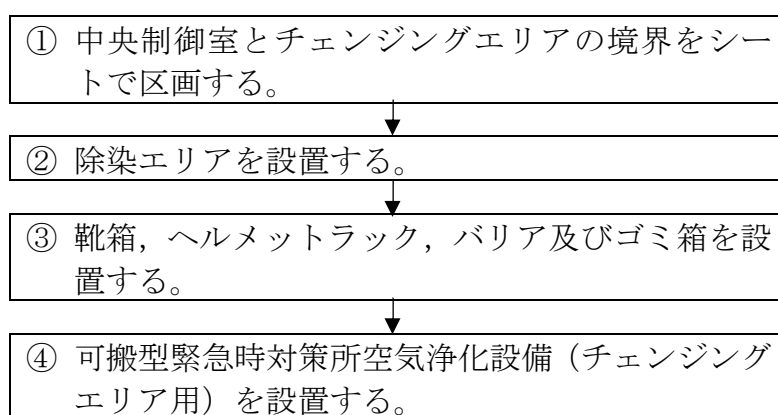 ① 中央制御室とチェンジングエリアの境界をシー
トで区画する。
② 除染エリアを設置する。
③ 靴箱，ヘルメットラック，バリア及びゴミ箱を設
置する。
④ 可搬型緊急時対策所空気浄化設備（チェンジング
エリア用）を設置する。